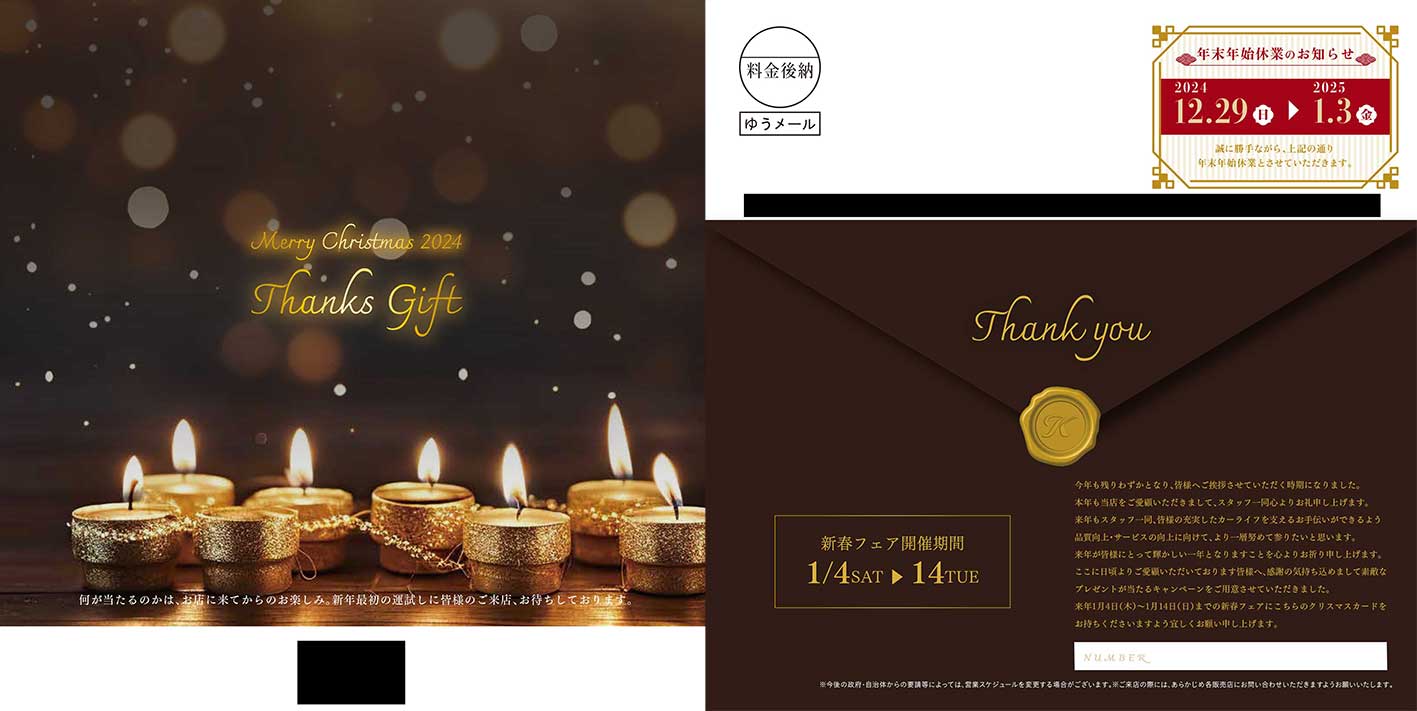 Merry Christmas 2024
Thanks Gift
何が当たるのかは、お店に来てからのお楽しみ。新年最初の運試しに皆様のご来店、お待ちしております。
料金後納
ゆうメール
年末年始休業のお知らせ
2024 2025
12.29日 ▶ 1.3金
誠に勝手ながら、上記の通り
年末年始休業とさせていただきます。
Thank you
K
新春フェア開催期間
1/4SAT ▶ 14TUE
今年も残りわずかとなり、皆様へご挨拶させていただく時期になりました。
本年も当店をご愛顧いただきまして、スタッフ一同心よりお礼申し上げます。
来年もスタッフ一同、皆様の充実したカーライフを支えるお手伝いができるよう
品質向上・サービスの向上に向けて、より一層努めて参りたいと思います。
来年が皆様にとって輝かしい一年となりますことを心よりお祈り申し上げます。
ここに日頃よりご愛顧いただいております皆様へ、感謝の気持ち込めまして素敵な
プレゼントが当たるキャンペーンをご用意させていただきました。
来年1月4日(木)〜1月14日(日)までの新春フェアにこちらのクリスマスカードを
お持ちくださいますよう宜しくお願い申し上げます。
NUMBER_
※今後の政府・自治体からの要請等によっては、営業スケジュールを変更する場合がございます。※ご来店の際には、あらかじめ各販売店にお問い合わせいただきますようお願いいたします。